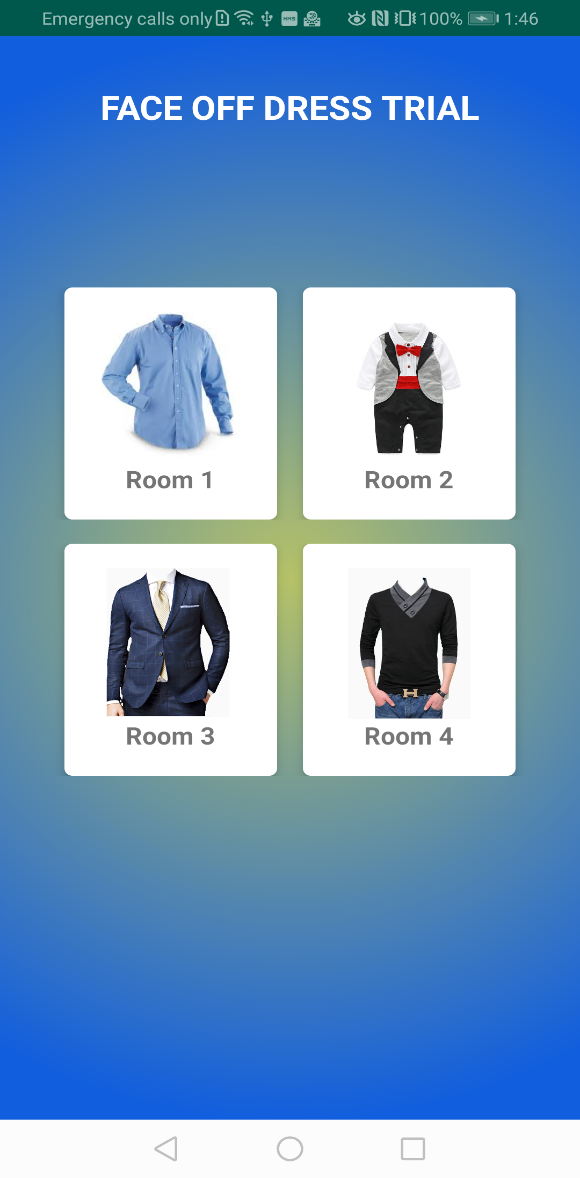 Emergency calls only 100% 1:46
FACE OFF DRESS TRIAL
Room 1 Room 2
Room 3 Room 4